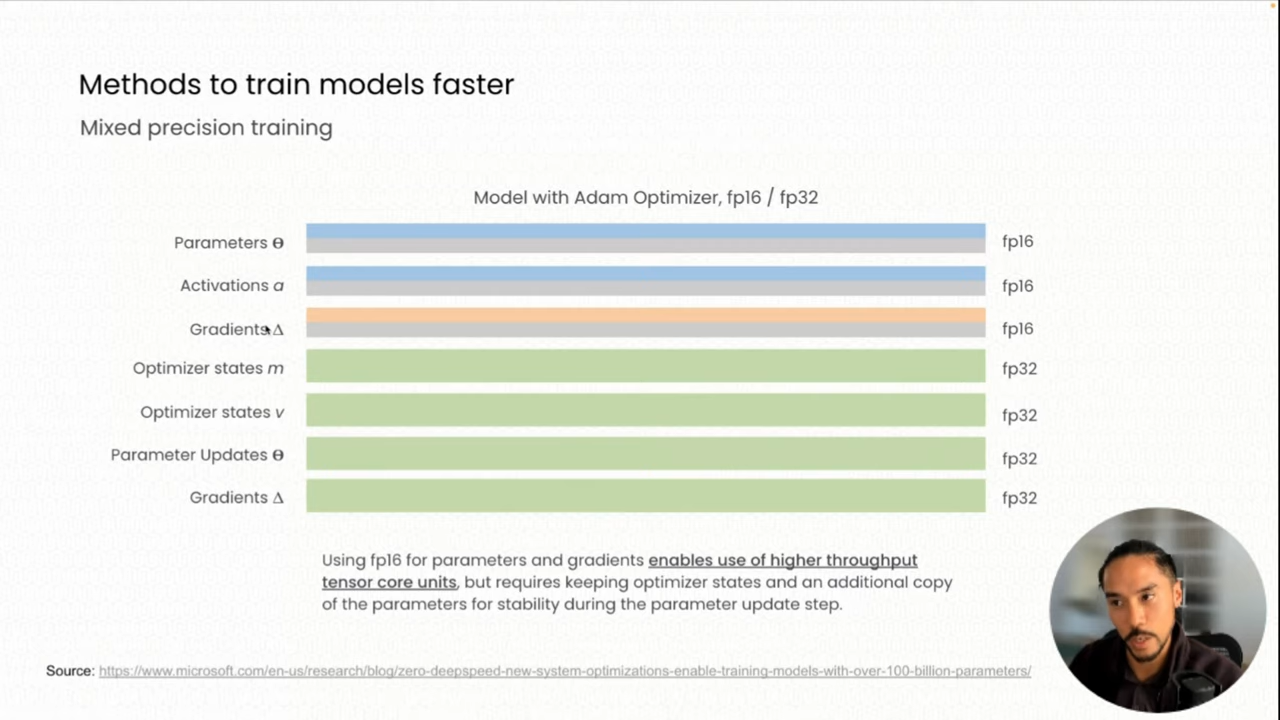 Methods to train models faster
Mixed precision training
Model with Adam Optimizer, fp16 / fp32
Parameters Θ fp16
Activations a fp16
Gradients Δ fp16
Optimizer states m fp32
Optimizer states v fp32
Parameter Updates Θ fp32
Gradients Δ fp32
Using fp16 for parameters and gradients enables use of higher throughput
tensor core units, but requires keeping optimizer states and an additional copy
of the parameters for stability during the parameter update step.
Source: https://www.microsoft.com/en-us/research/blog/zero-deepspeed-new-system-optimizations-enable-training-models-with-over-100-billion-parameters/